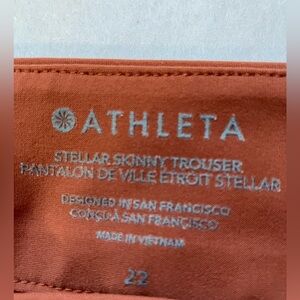 ATHLETA
STELLAR SKINNY TROUSER
PANTALON DE VILLE ÉTROIT STELLAR
DESIGNED IN SAN FRANCISCO
CONÇU À SAN FRANCISCO
MADE IN VIETNAM
22